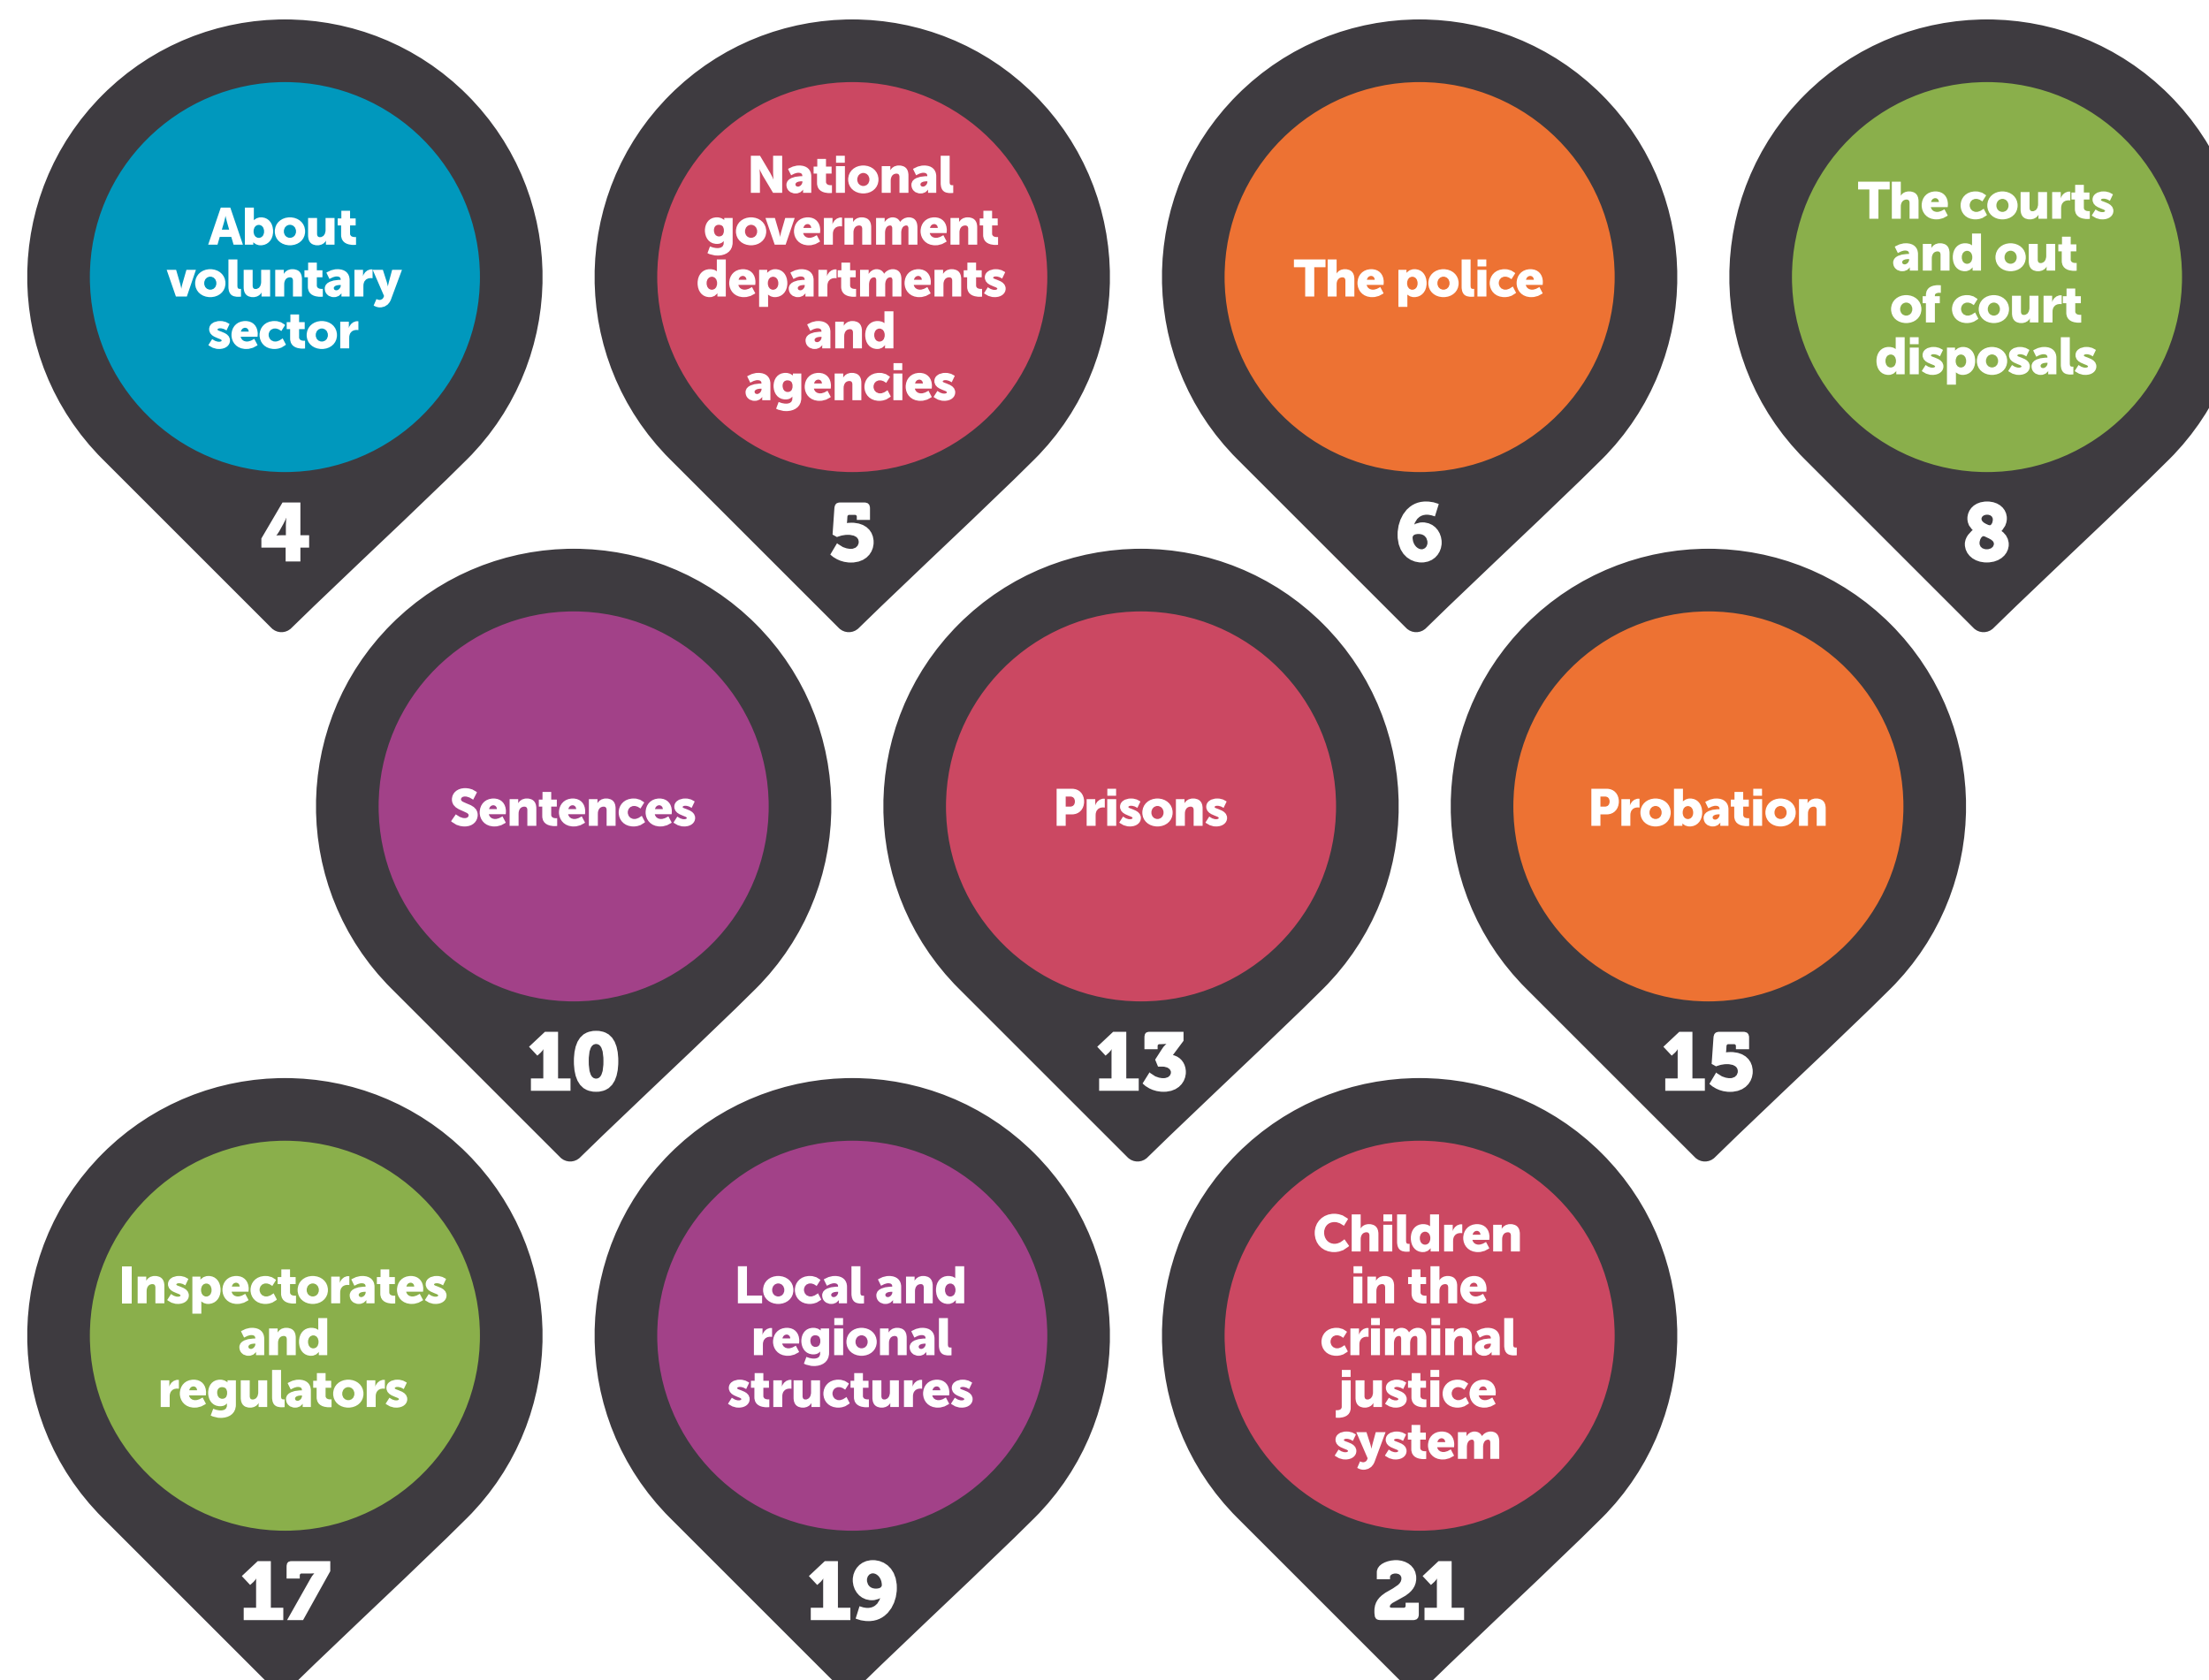 About
voluntary
sector
4
National
government
departments
and
agencies
5
The police
6
The courts
and out
of court
disposals
8
Sentences
10
Prisons
13
Probation
15
Inspectorates
and
regulators
17
Local and
regional
structures
19
Children
in the
criminal
justice
system
21